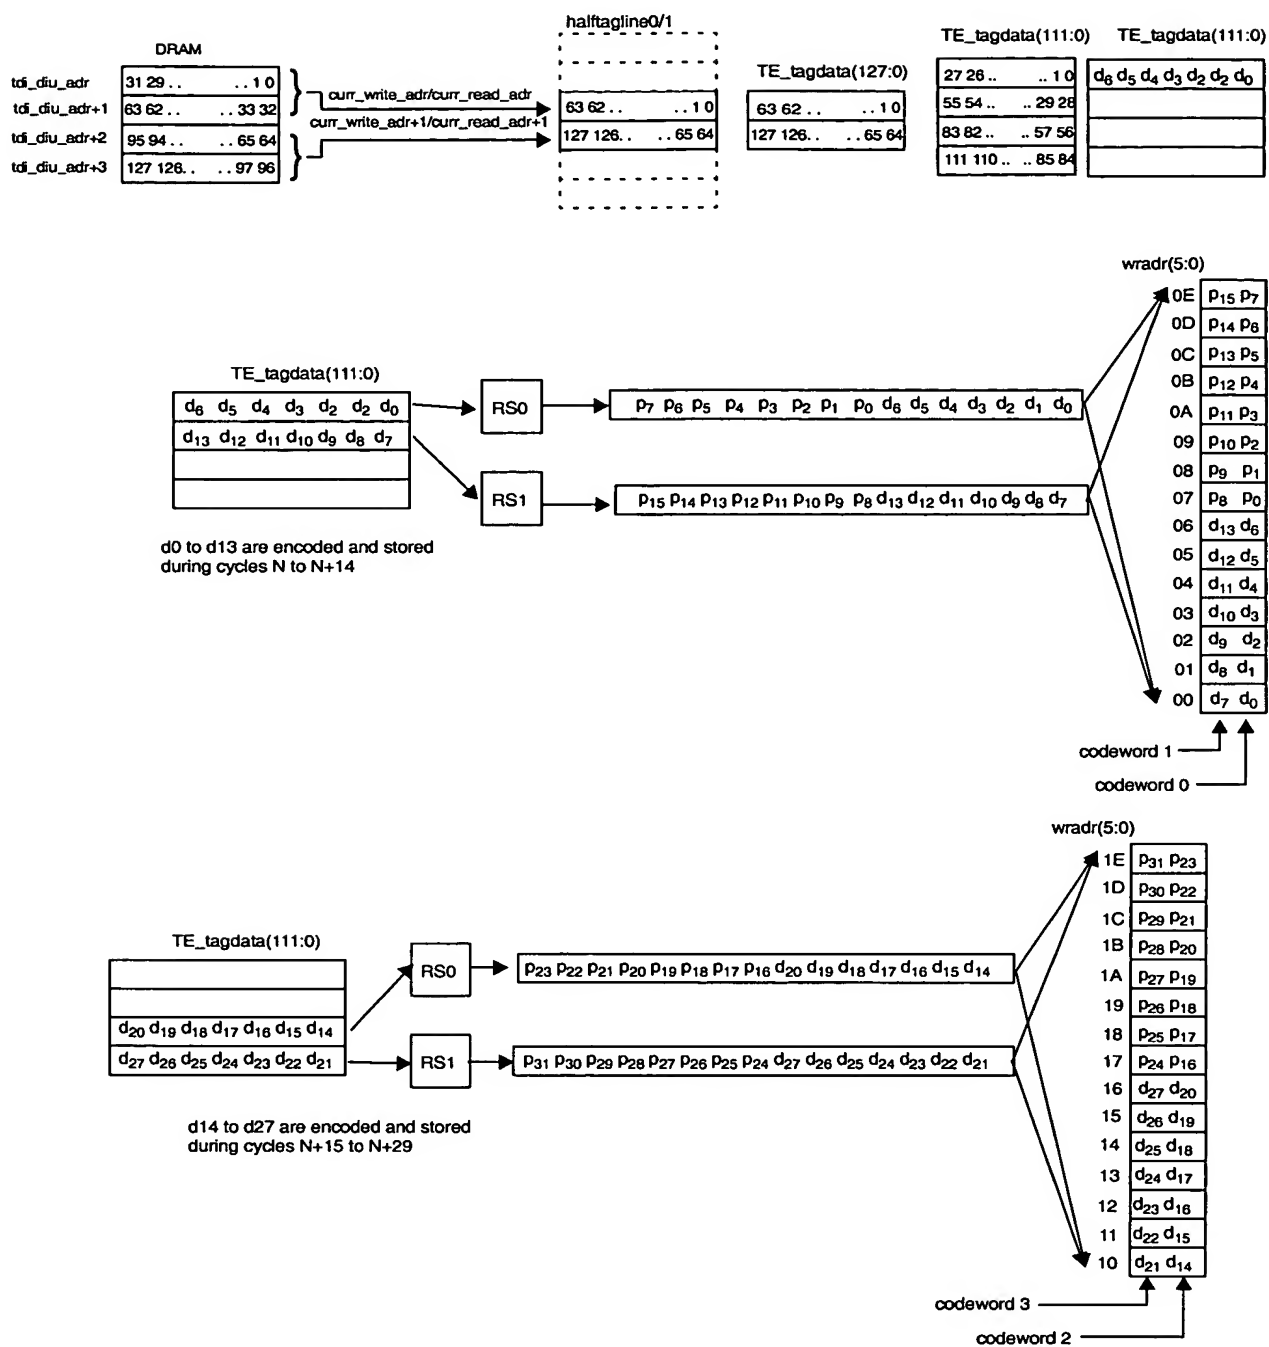 halftagline0/1
DRAM
TE_tagdata(127:0)
TE_tagdata(111:0)
TE_tagdata(111:0)
tdi_diu_adr
31 29 . . . . 1 0
tdi_diu_adr+1
63 62 . . . . 33 32
tdi_diu_adr+2
95 94 . . . . 65 64
tdi_diu_adr+3
127 126. . . . 97 96
curr_write_adr/curr_read_adr
curr_write_adr+1/curr_read_adr+1
63 62 . . . . 1 0
127 126. . . . 65 64
63 62 . . . . 1 0
127 126. . . . 65 64
27 26 . . . . 1 0
55 54 . . . . 29 28
83 82 . . . . 57 56
111 110 . . . . 85 84
d6 d5 d4 d3 d2 d2 d0
TE_tagdata(111:0)
d6 d5 d4 d3 d2 d2 d0
d13 d12 d11 d10 d9 d8 d7
RS0
RS1
p7 p6 p5 p4 p3 p2 p1 p0 d6 d5 d4 d3 d2 d1 d0
p15 p14 p13 p12 p11 p10 p9 p8 d13 d12 d11 d10 d9 d8 d7
d0 to d13 are encoded and stored
during cycles N to N+14
wradr(5:0)
0E p15 p7
0D p14 p6
0C p13 p5
0B p12 p4
0A p11 p3
09 p10 p2
08 p9 p1
07 p8 p0
06 d13 d6
05 d12 d5
04 d11 d4
03 d10 d3
02 d9 d2
01 d8 d1
00 d7 d0
codeword 1
codeword 0
TE_tagdata(111:0)
d20 d19 d18 d17 d16 d15 d14
d27 d26 d25 d24 d23 d22 d21
RS0
RS1
p23 p22 p21 p20 p19 p18 p17 p16 d20 d19 d18 d17 d16 d15 d14
p31 p30 p29 p28 p27 p26 p25 p24 d27 d26 d25 d24 d23 d22 d21
d14 to d27 are encoded and stored
during cycles N+15 to N+29
wradr(5:0)
1E p31 p23
1D p30 p22
1C p29 p21
1B p28 p20
1A p27 p19
19 p26 p18
18 p25 p17
17 p24 p16
16 d27 d20
15 d26 d19
14 d25 d18
13 d24 d17
12 d23 d16
11 d22 d15
10 d21 d14
codeword 3
codeword 2